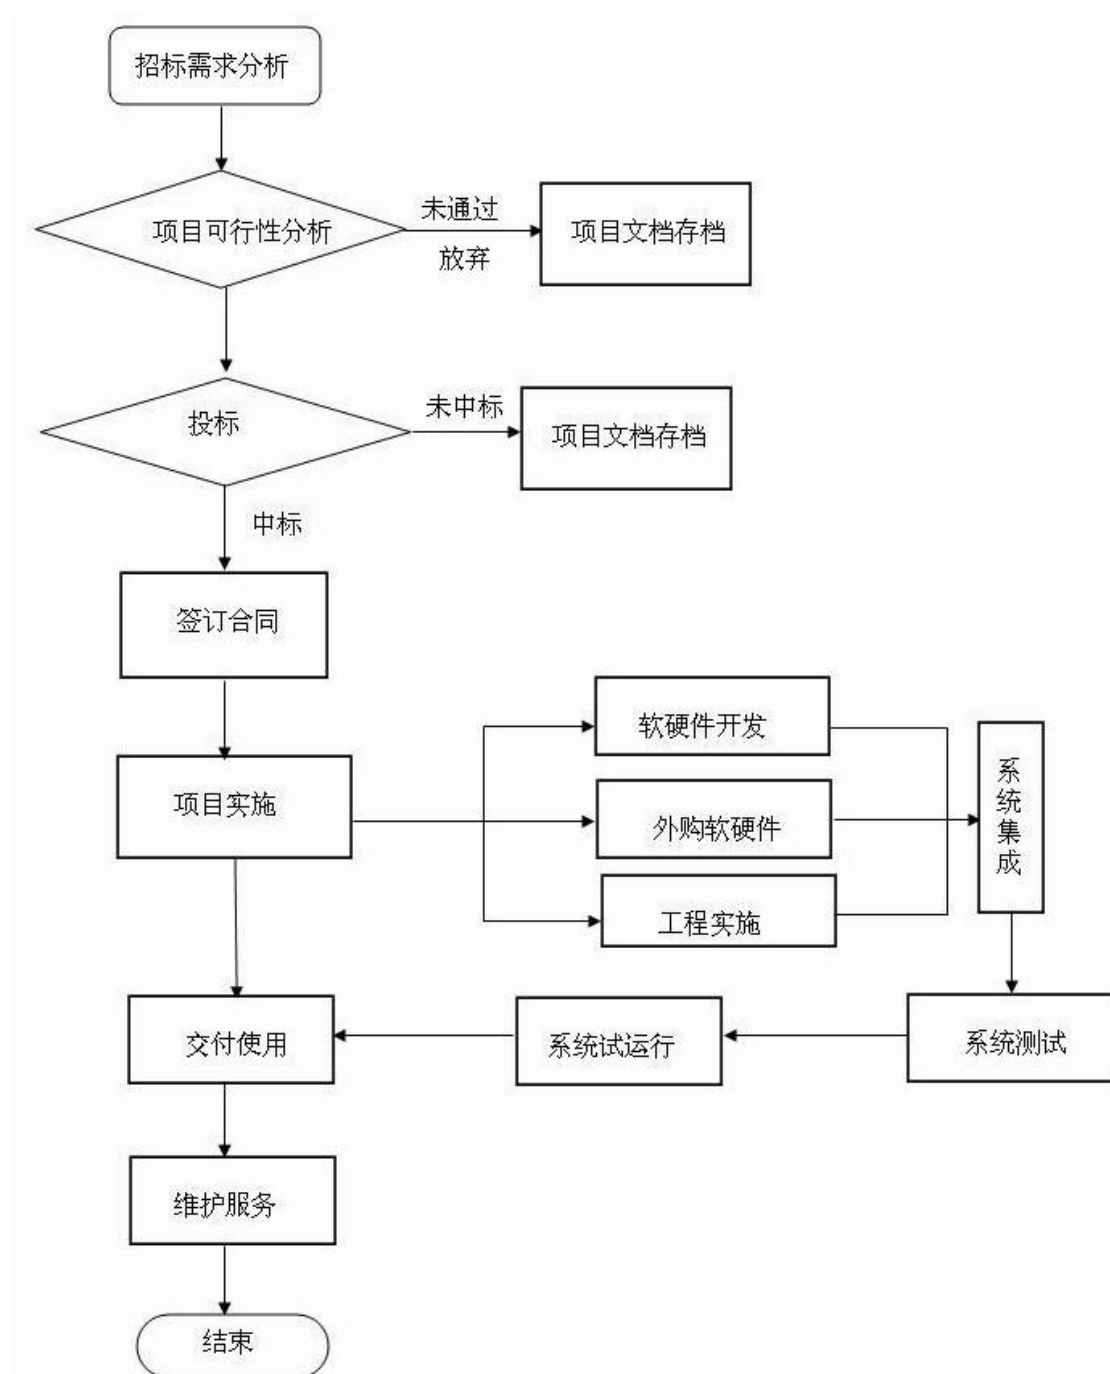 招标需求分析
项目可行性分析
未通过
放弃
项目文档存档
投标
未中标
项目文档存档
中标
签订合同
项目实施
软硬件开发
外购软硬件
工程实施
系统集成
交付使用
系统试运行
系统测试
维护服务
结束